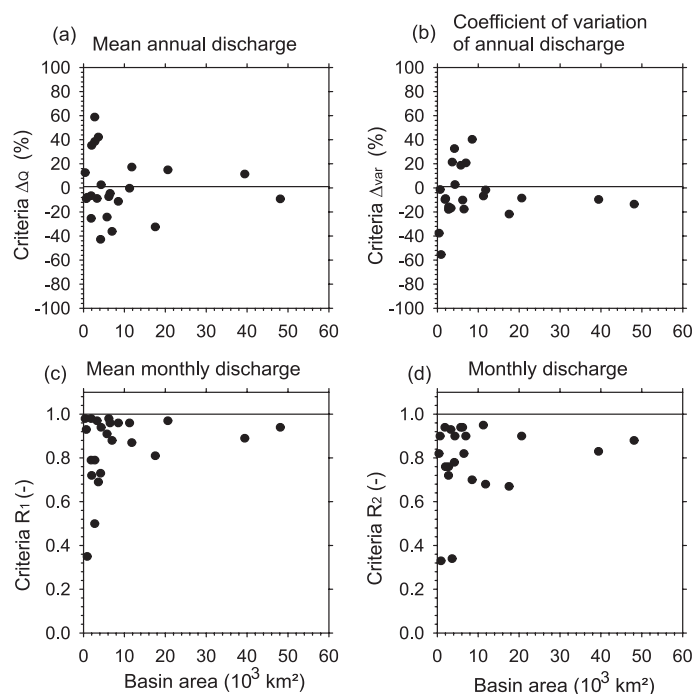 (a) Mean annual discharge
100
80
60
40
20
0
-20
-40
-60
-80
-100
Criteria ΔQ (%)
0 10 20 30 40 50 60
(b) Coefficient of variation
of annual discharge
100
80
60
40
20
0
-20
-40
-60
-80
-100
Criteria Δvar (%)
0 10 20 30 40 50 60
(c) Mean monthly discharge
1.0
0.8
0.6
0.4
0.2
0.0
Criteria R1 (-)
0 10 20 30 40 50 60
Basin area (10³ km²)
(d) Monthly discharge
1.0
0.8
0.6
0.4
0.2
0.0
Criteria R2 (-)
0 10 20 30 40 50 60
Basin area (10³ km²)